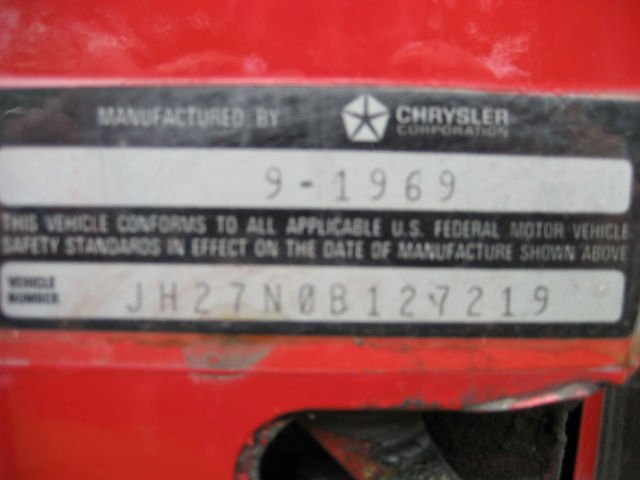 MANUFACTURED BY CHRYSLER CORPORATION
9-1969
THIS VEHICLE CONFORMS TO ALL APPLICABLE U.S. FEDERAL MOTOR VEHICLE
SAFETY STANDARDS IN EFFECT ON THE DATE OF MANUFACTURE SHOWN ABOVE
VEHICLE NUMBER JH27N0B127219